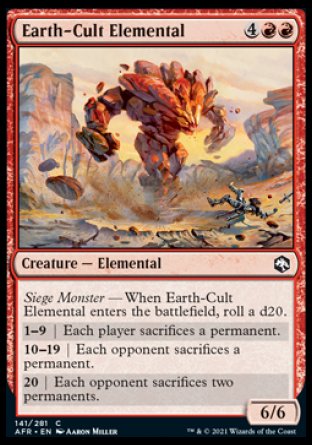 Earth-Cult Elemental 4
Creature — Elemental
Siege Monster — When Earth-Cult
Elemental enters the battlefield, roll a d20.
1–9 | Each player sacrifices a permanent.
10–19 | Each opponent sacrifices a
permanent.
20 | Each opponent sacrifices two
permanents.
6/6
141/281 C
AFR • EN Aaron Miller
™ & © 2021 Wizards of the Coast